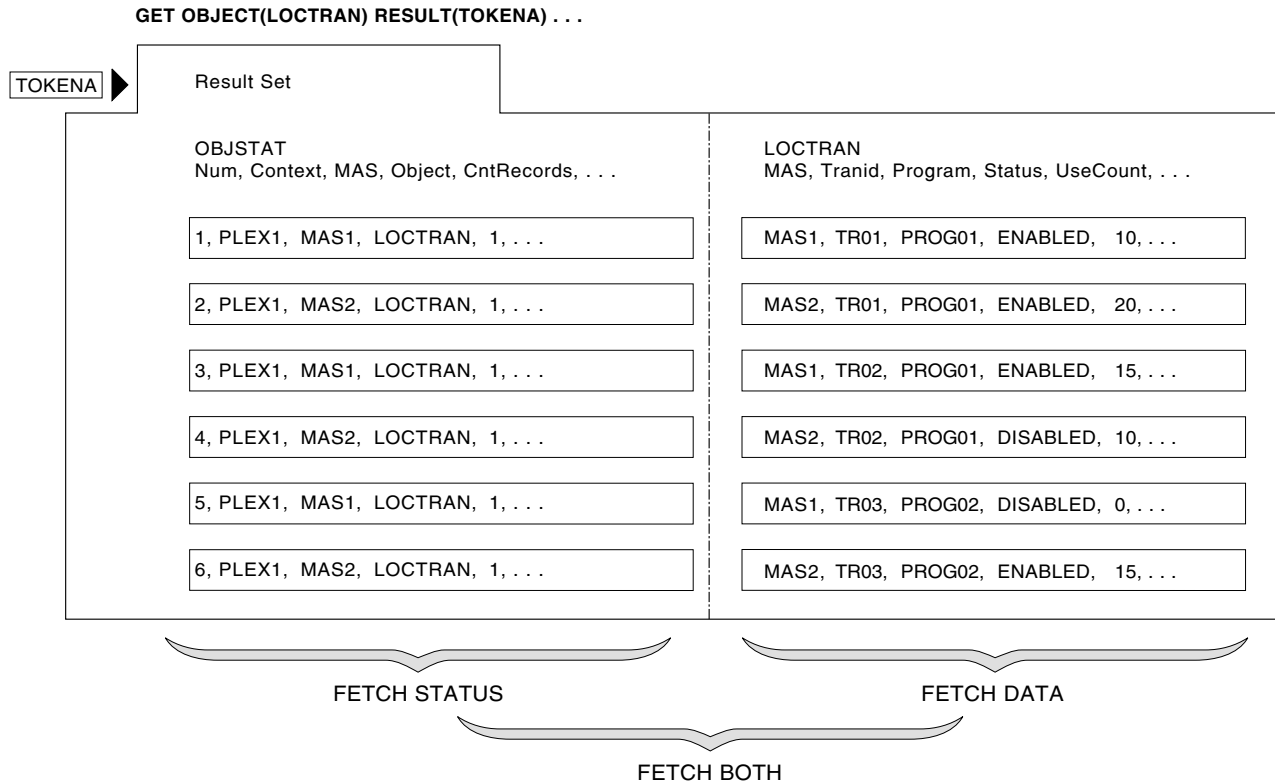 GET OBJECT(LOCTRAN) RESULT(TOKENA) . . .
TOKENA
Result Set
OBJSTAT
Num, Context, MAS, Object, CntRecords, . . .
LOCTRAN
MAS, Tranid, Program, Status, UseCount, . . .
1, PLEX1, MAS1, LOCTRAN, 1, . . .
MAS1, TR01, PROG01, ENABLED, 10, . . .
2, PLEX1, MAS2, LOCTRAN, 1, . . .
MAS2, TR01, PROG01, ENABLED, 20, . . .
3, PLEX1, MAS1, LOCTRAN, 1, . . .
MAS1, TR02, PROG01, ENABLED, 15, . . .
4, PLEX1, MAS2, LOCTRAN, 1, . . .
MAS2, TR02, PROG01, DISABLED, 10, . . .
5, PLEX1, MAS1, LOCTRAN, 1, . . .
MAS1, TR03, PROG02, DISABLED, 0, . . .
6, PLEX1, MAS2, LOCTRAN, 1, . . .
MAS2, TR03, PROG02, ENABLED, 15, . . .
FETCH STATUS
FETCH DATA
FETCH BOTH